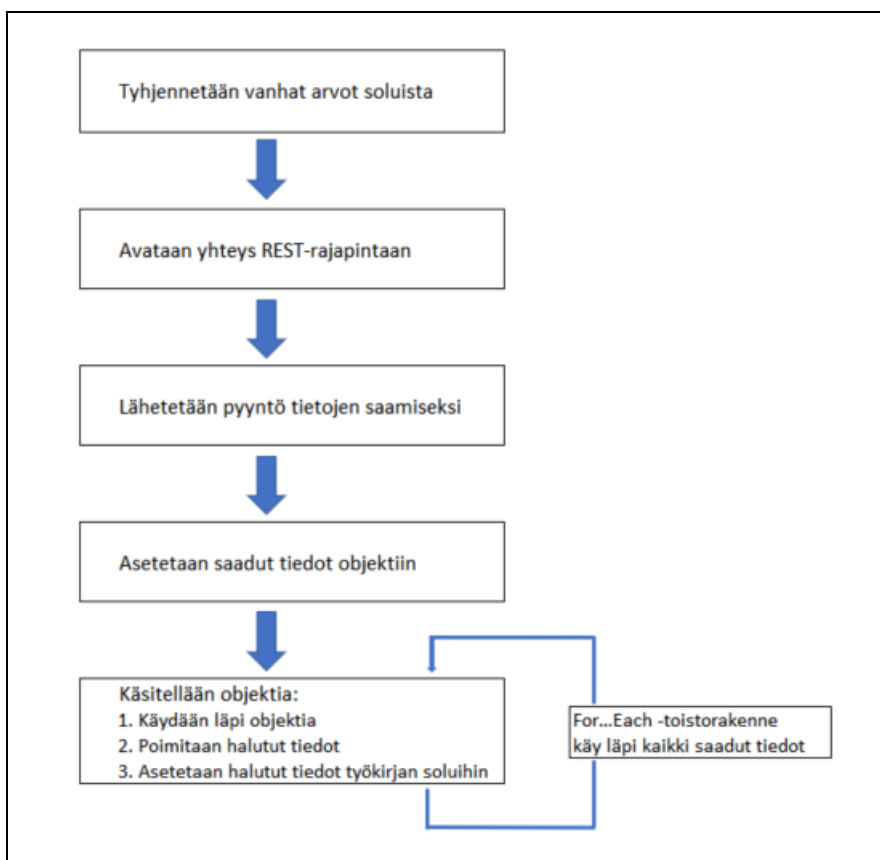 Tyhjennetään vanhat arvot soluista
Avataan yhteys REST-rajapintaan
Lähetetään pyyntö tietojen saamiseksi
Asetetaan saadut tiedot objektiin
Käsitellään objektia:
1. Käydään läpi objektia
2. Poimitaan halutut tiedot
3. Asetetaan halutut tiedot työkirjan soluihin
For...Each -toistorakenne
käy läpi kaikki saadut tiedot